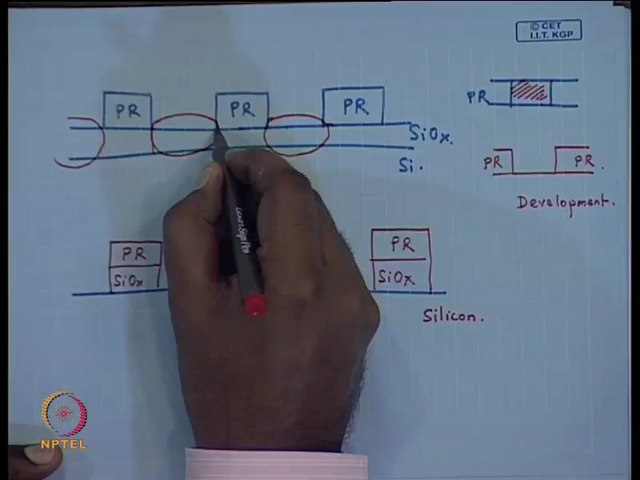 © CET
I.I.T. KGP
PR PR PR
PR
SiOx.
Si.
PR PR.
Development.
PR PR
SiOx SiOx
Silicon.
NPTEL